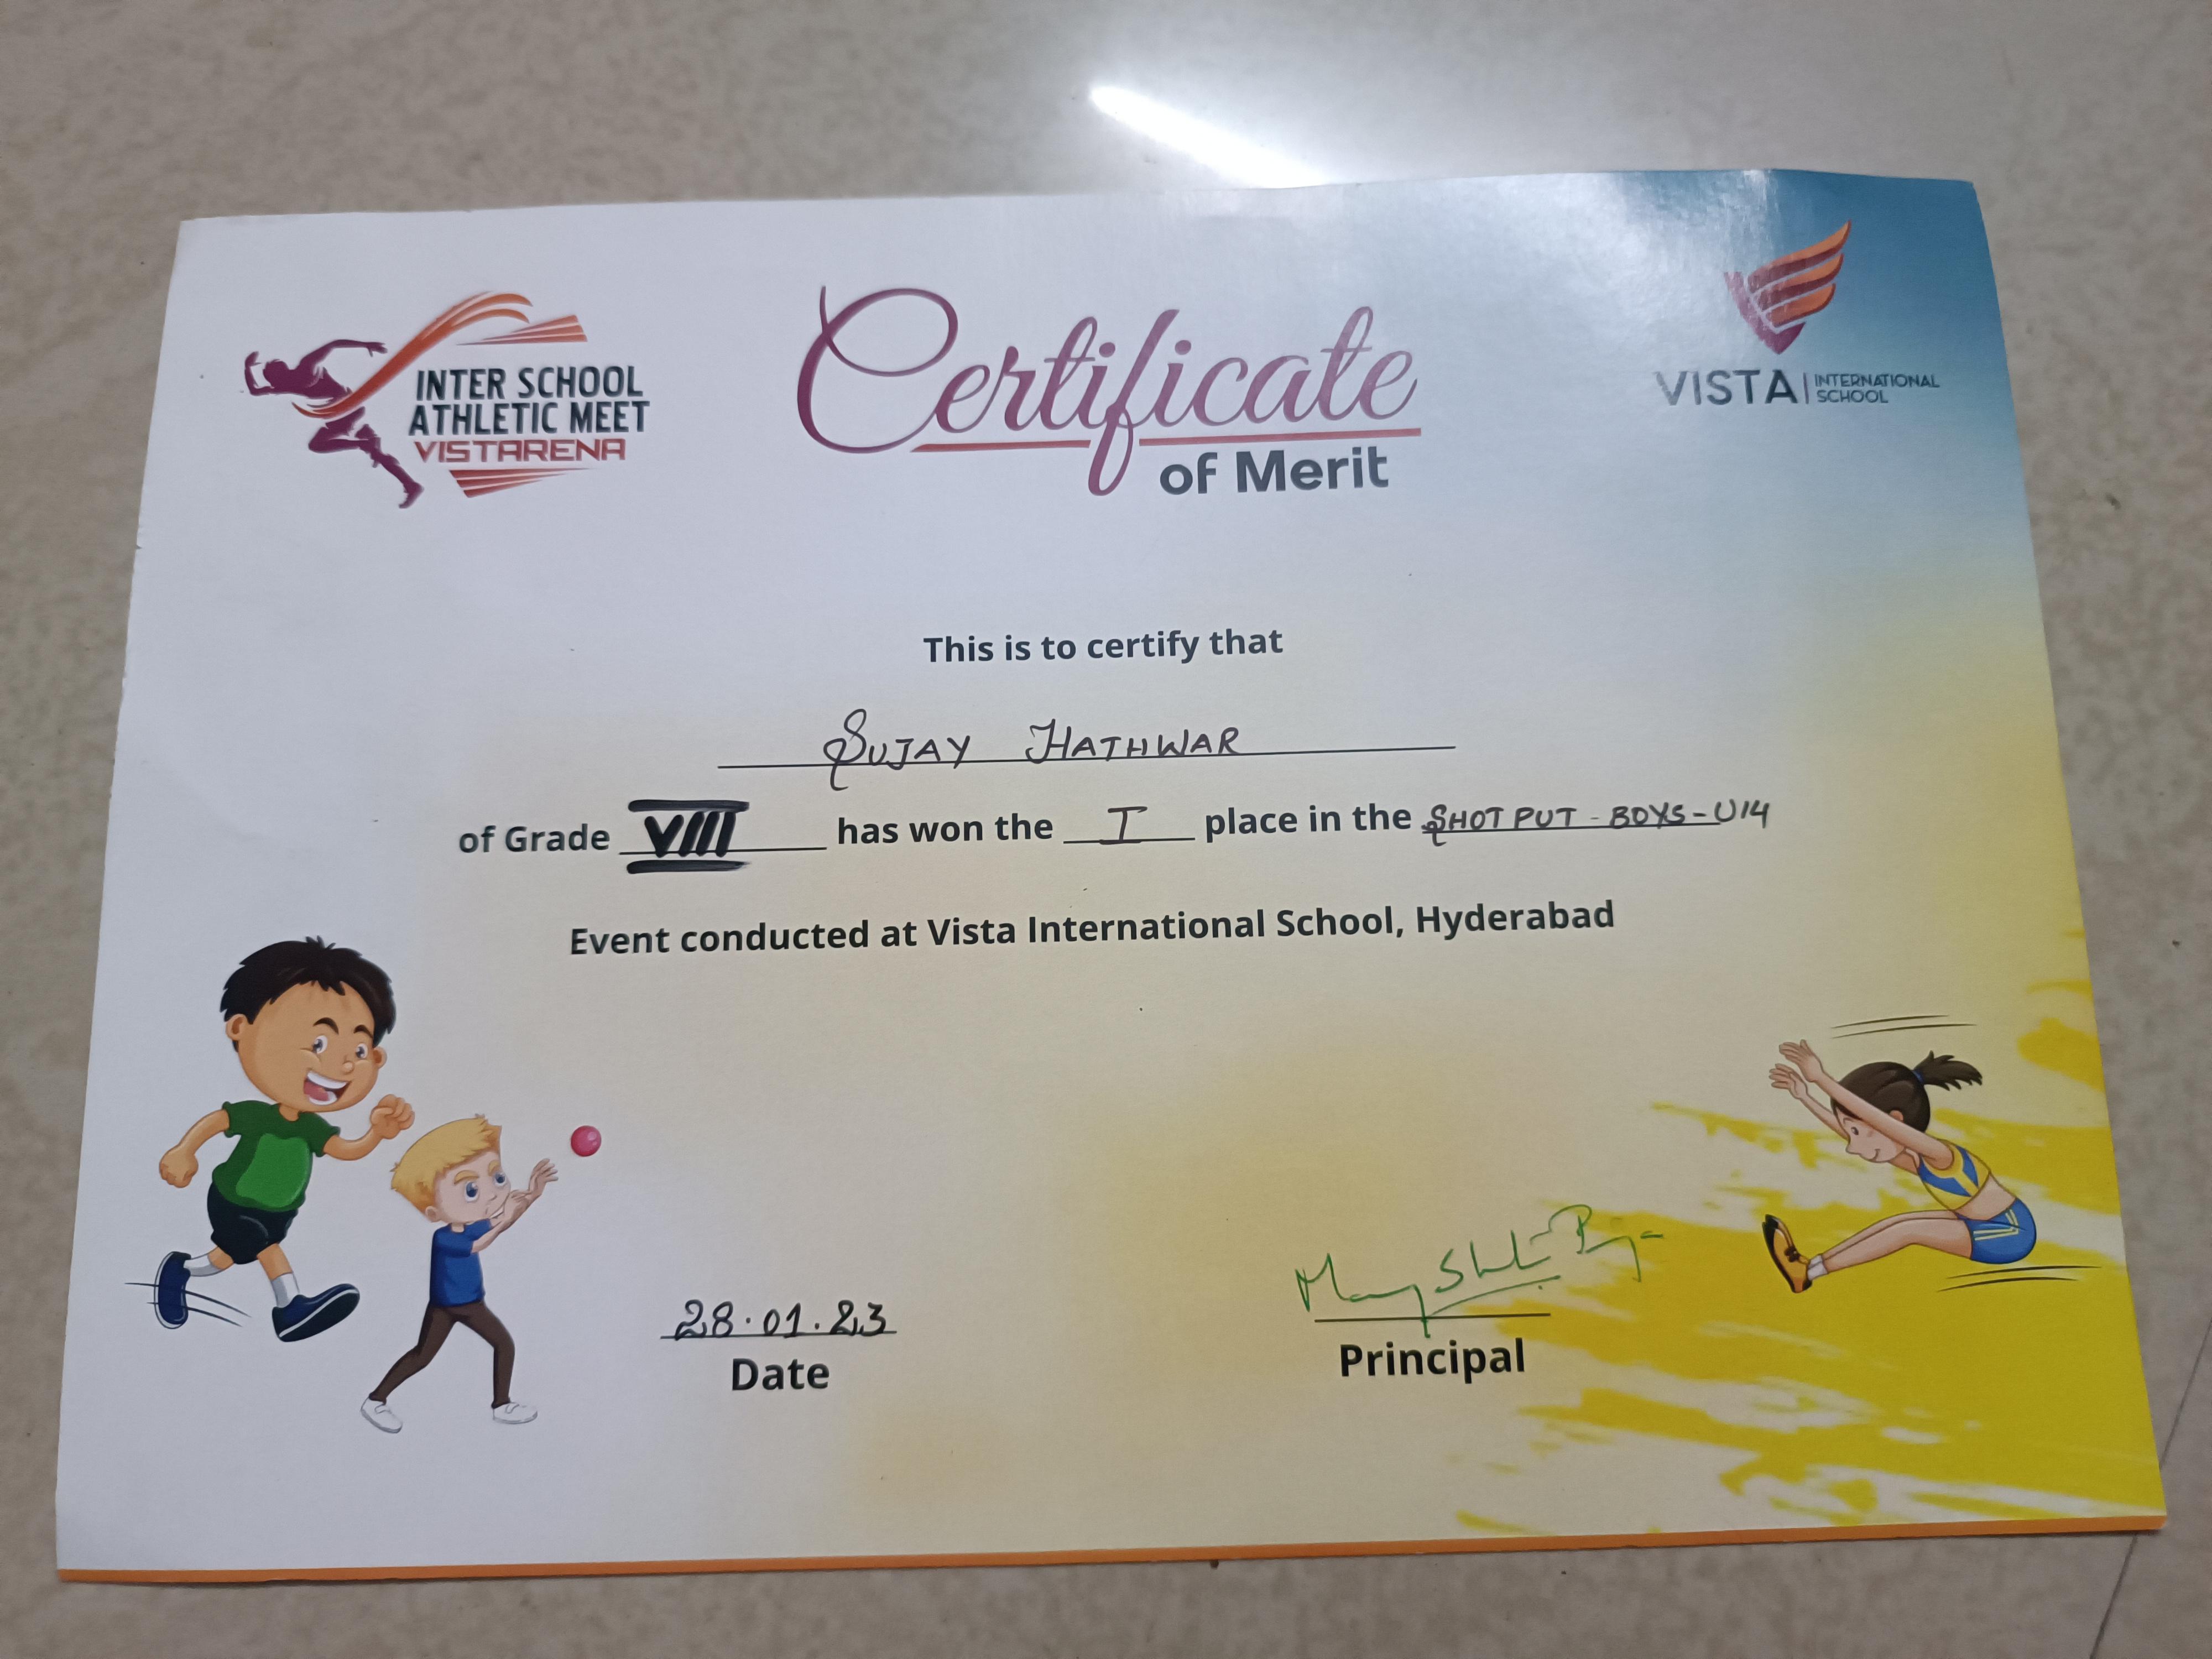 INTER SCHOOL
ATHLETIC MEET
VISTARENA
Certificate
of Merit
VISTA | INTERNATIONAL
SCHOOL
This is to certify that
SUJAY HATHWAR
of Grade VIII has won the I place in the SHOT PUT - BOYS - U14
Event conducted at Vista International School, Hyderabad
28.01.23
Date
Principal